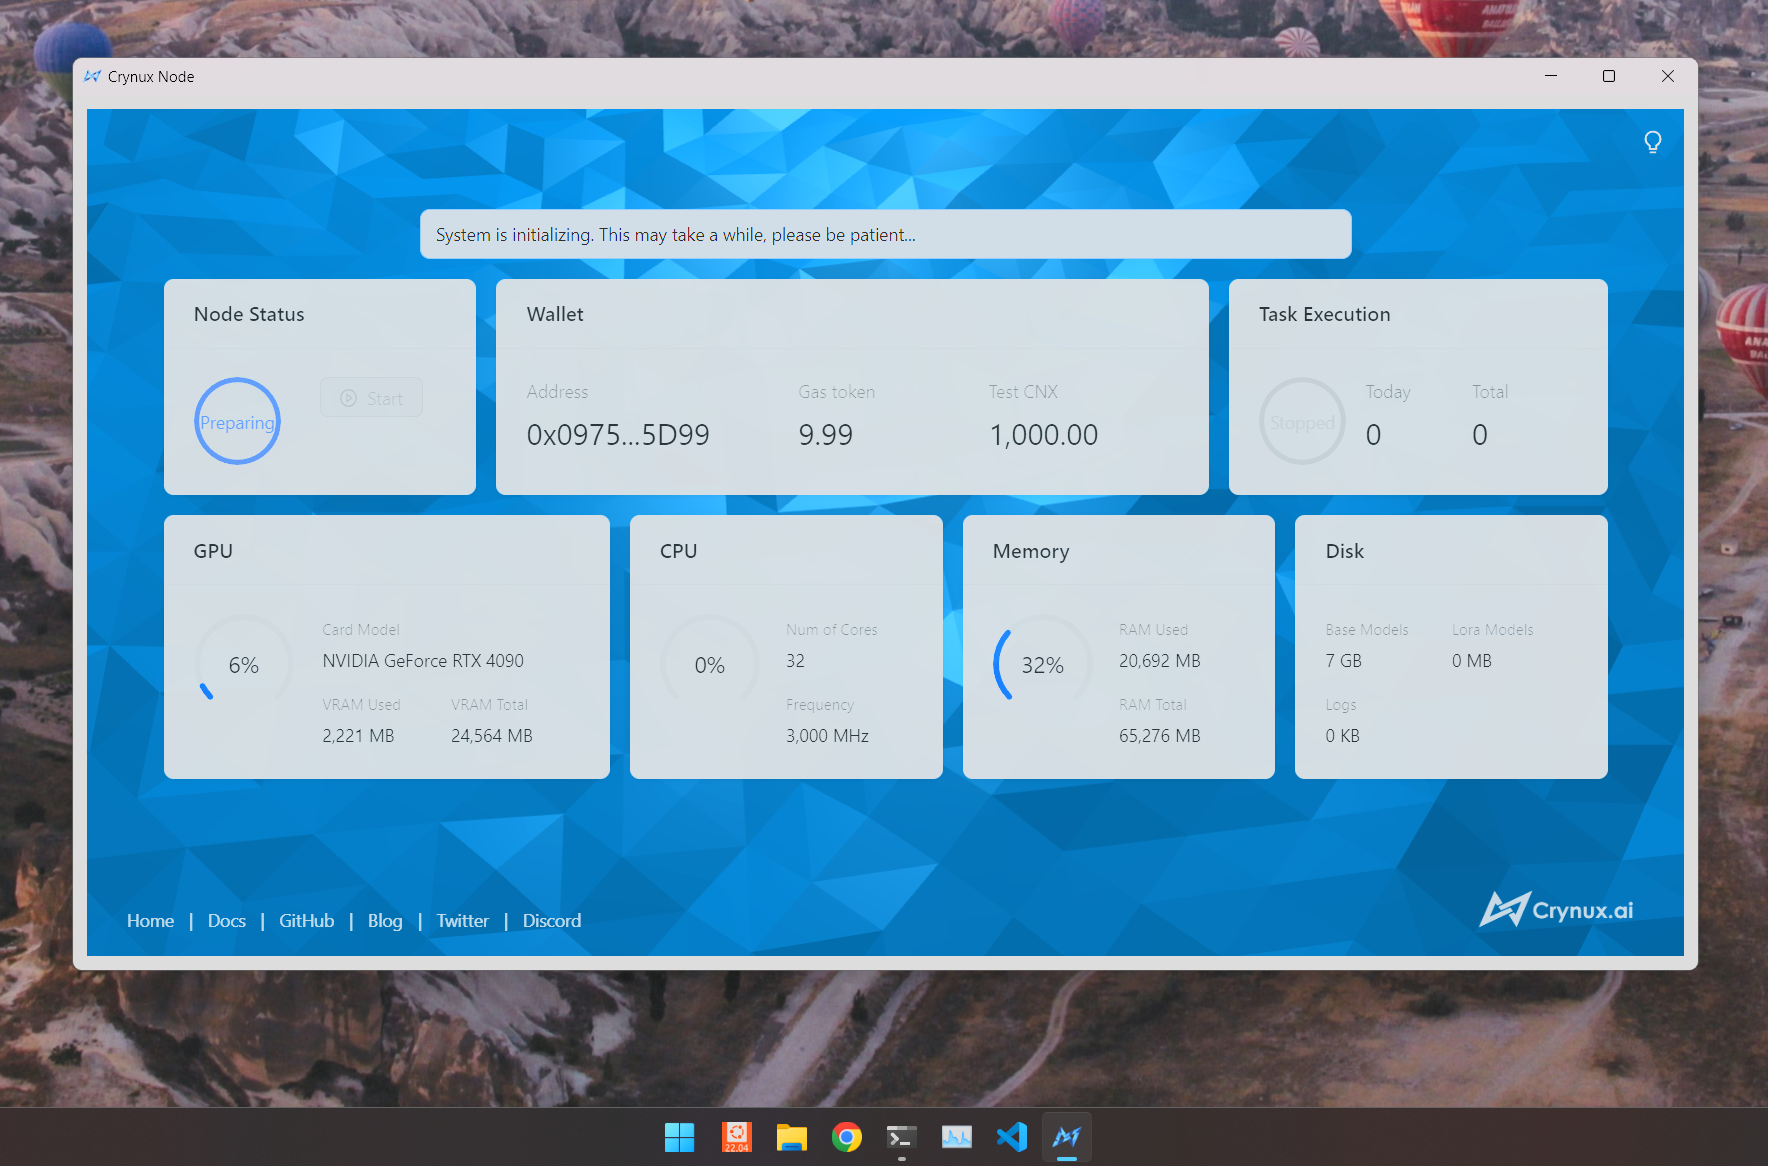 Crynux Node
System is initializing. This may take a while, please be patient...
Node Status
Preparing
Start
Wallet
Address
Gas token
Test CNX
0x0975...5D99
9.99
1,000.00
Task Execution
Stopped
Today
Total
0
0
GPU
6%
Card Model
NVIDIA GeForce RTX 4090
VRAM Used
VRAM Total
2,221 MB
24,564 MB
CPU
0%
Num of Cores
32
Frequency
3,000 MHz
Memory
32%
RAM Used
20,692 MB
RAM Total
65,276 MB
Disk
Base Models
Lora Models
7 GB
0 MB
Logs
0 KB
Home | Docs | GitHub | Blog | Twitter | Discord
Crynux.ai
22.04